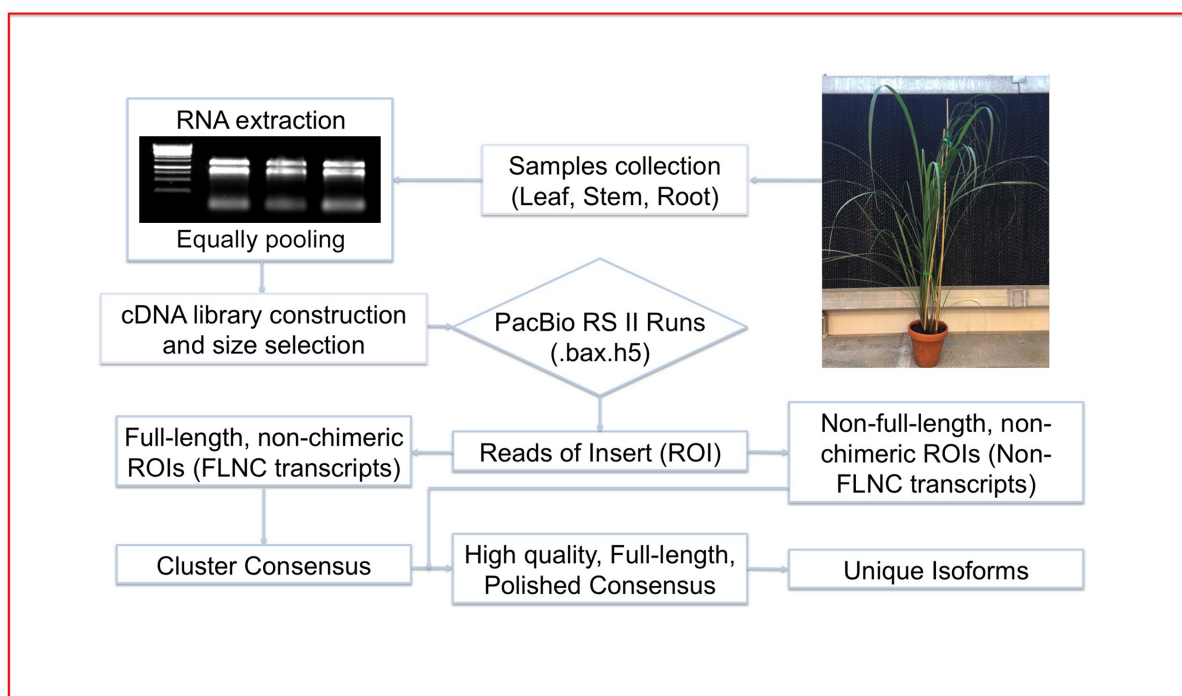 RNA extraction
Equally pooling
Samples collection
(Leaf, Stem, Root)
cDNA library construction
and size selection
PacBio RS II Runs
(.bax.h5)
Full-length, non-chimeric
ROIs (FLNC transcripts)
Reads of Insert (ROI)
Non-full-length, non-
chimeric ROIs (Non-
FLNC transcripts)
Cluster Consensus
High quality, Full-length,
Polished Consensus
Unique Isoforms